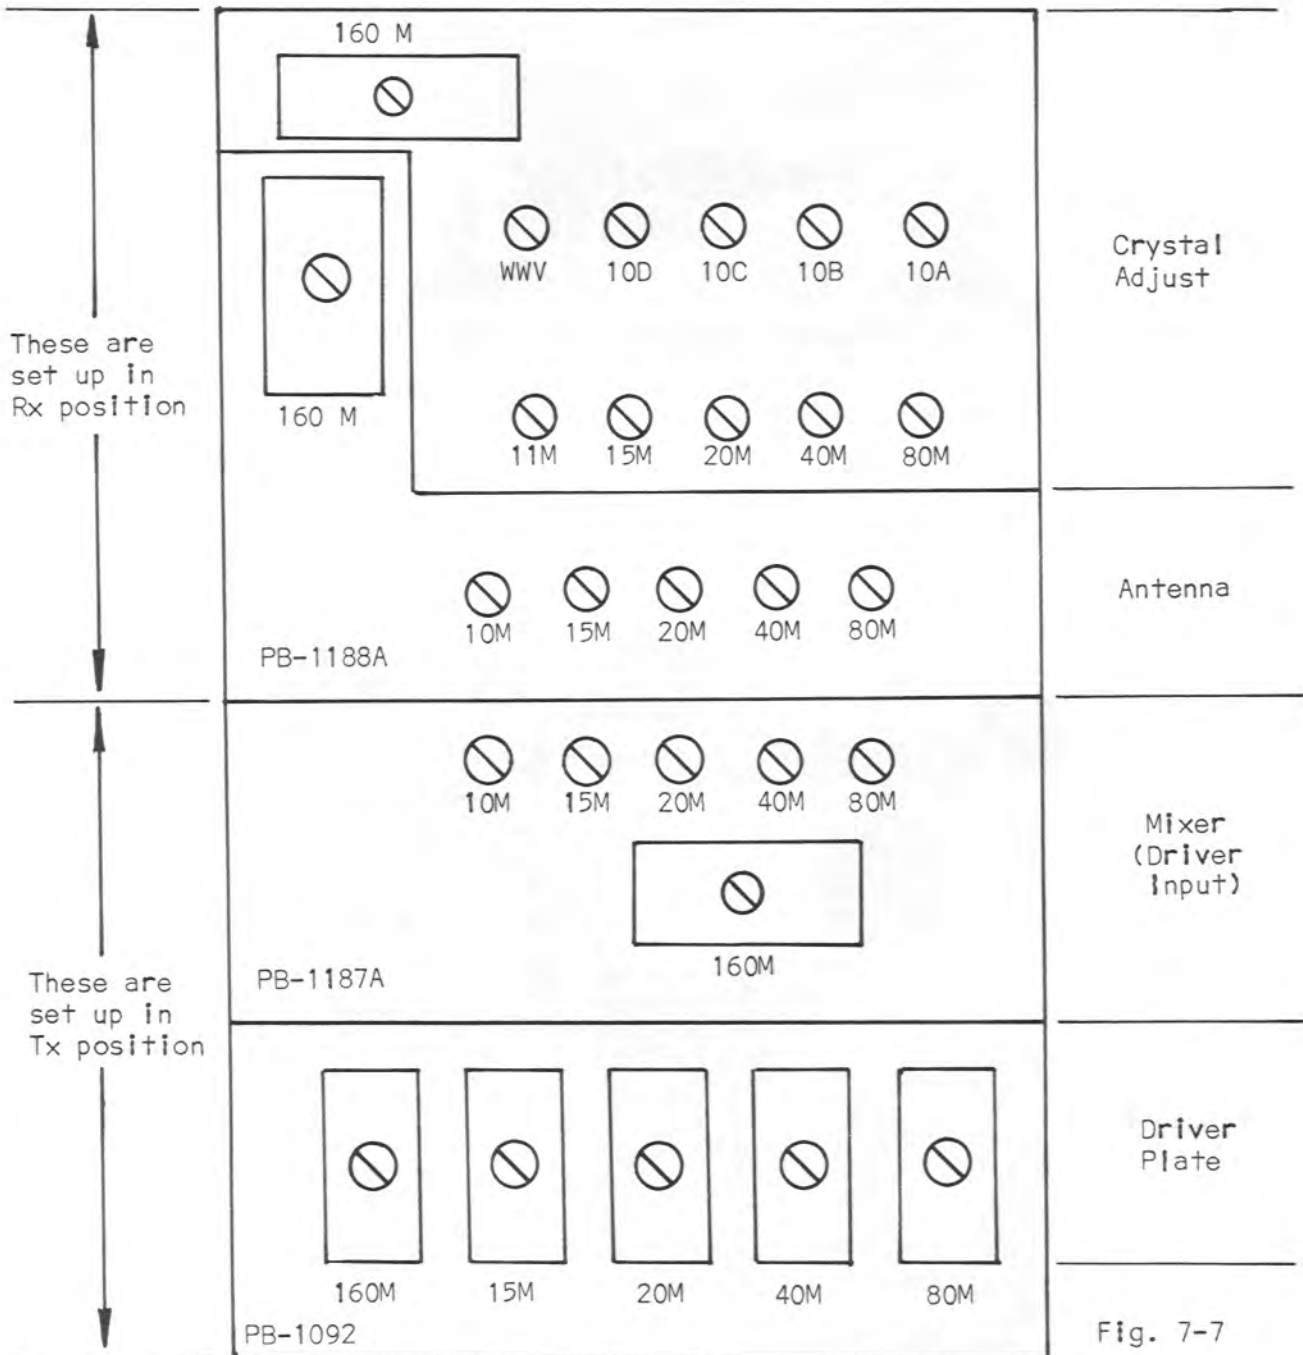 160 M
WWV 10D 10C 10B 10A
Crystal
Adjust
These are
set up in
Rx position
160 M
11M 15M 20M 40M 80M
Antenna
10M 15M 20M 40M 80M
PB-1188A
10M 15M 20M 40M 80M
Mixer
(Driver
Input)
160M
PB-1187A
These are
set up in
Tx position
Driver
Plate
160M 15M 20M 40M 80M
PB-1092
Fig. 7-7